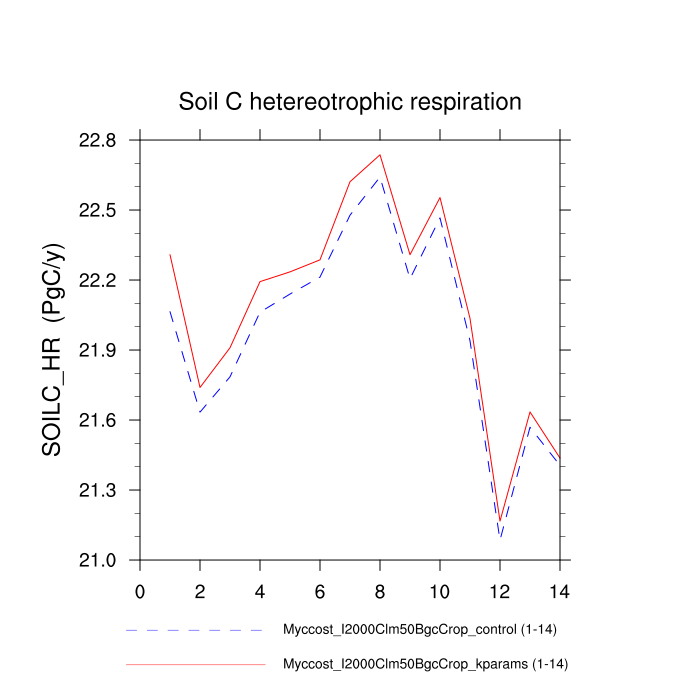 Soil C hetereotrophic respiration
SOILC_HR (PgC/y)
22.8
22.5
22.2
21.9
21.6
21.3
21.0
0 2 4 6 8 10 12 14
Myccost_I2000Clm50BgcCrop_control (1-14)
Myccost_I2000Clm50BgcCrop_kparams (1-14)